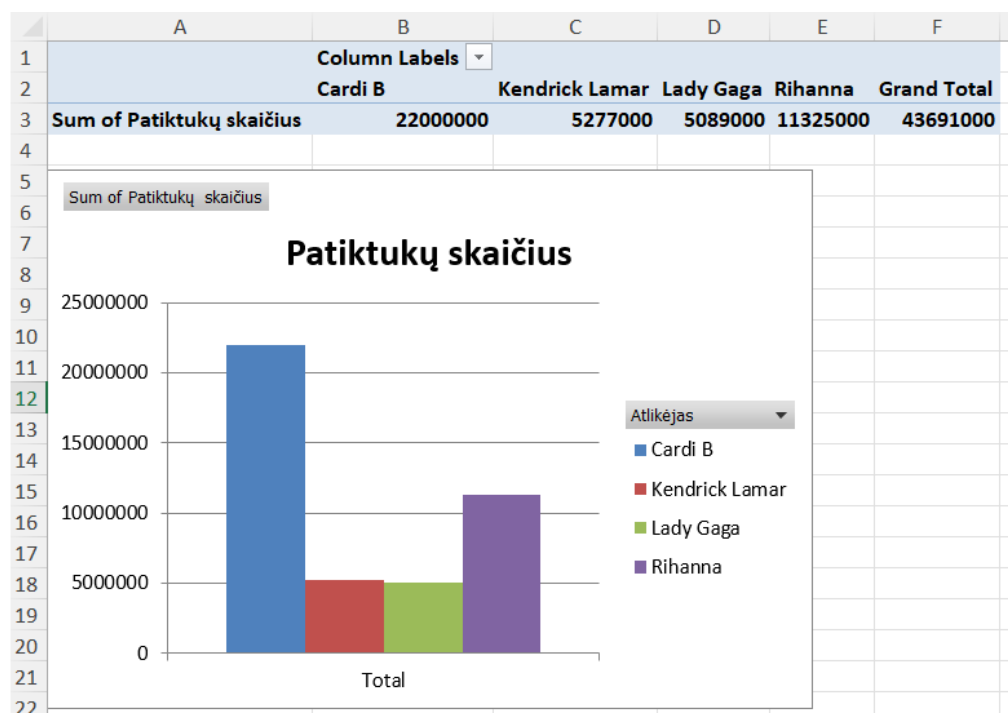 A B C D E F
1 Column Labels
2 Cardi B Kendrick Lamar Lady Gaga Rihanna Grand Total
3 Sum of Patiktukų skaičius 22000000 5277000 5089000 11325000 43691000
4
5
Sum of Patiktukų skaičius
6
7
Patiktukų skaičius
8
9
25000000
10
11
20000000
12
Atlikėjas
13
15000000
14
Cardi B
15
Kendrick Lamar
16
10000000
17
Lady Gaga
18
5000000
Rihanna
19
20
0
21
Total
22